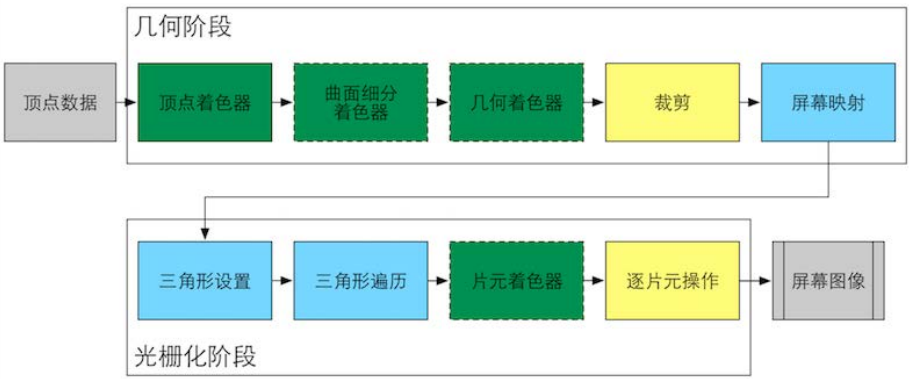 几何阶段
顶点数据
顶点着色器
曲面细分
着色器
几何着色器
裁剪
屏幕映射
三角形设置
三角形遍历
片元着色器
逐片元操作
屏幕图像
光栅化阶段